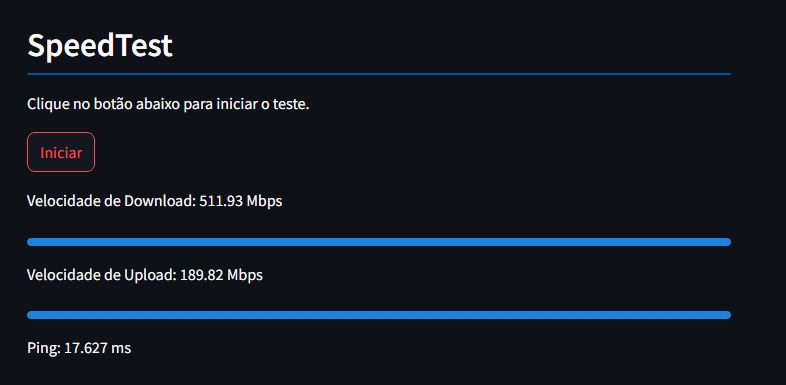 SpeedTest
Clique no botão abaixo para iniciar o teste.
Iniciar
Velocidade de Download: 511.93 Mbps
Velocidade de Upload: 189.82 Mbps
Ping: 17.627 ms